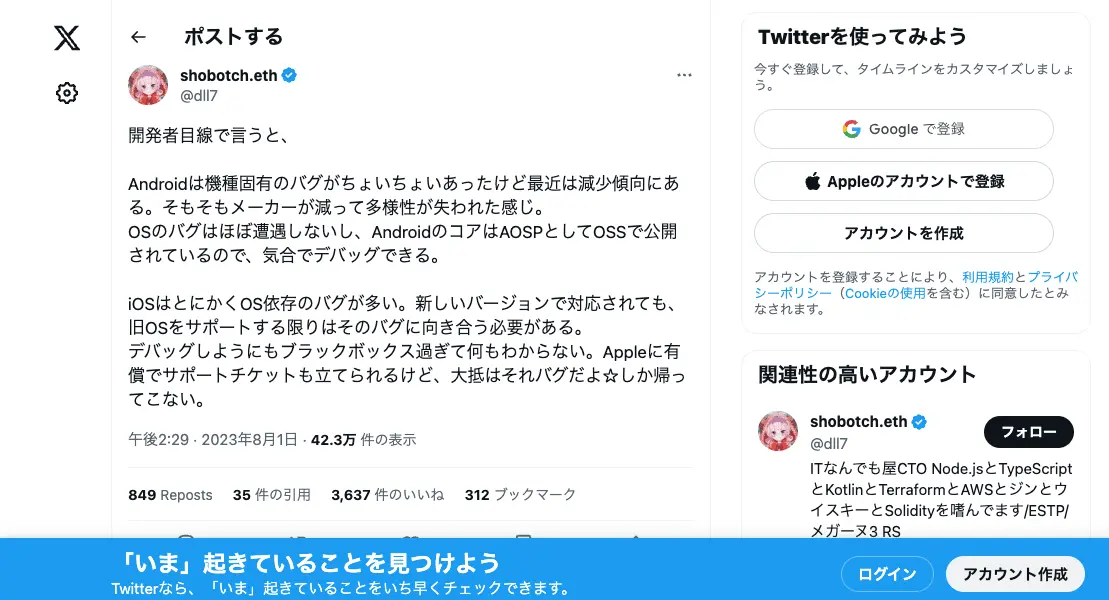 ポストする
shobotch.eth
@dll7
開発者目線で言うと、
Androidは機種固有のバグがちょいちょいあったけど最近は減少傾向にあ
る。そもそもメーカーが減って多様性が失われた感じ。
OSのバグはほぼ遭遇しないし、AndroidのコアはAOSPとしてOSSで公開
されているので、気合でデバッグできる。
iOSはとにかくOS依存のバグが多い。新しいバージョンで対応されても、
旧OSをサポートする限りはそのバグに向き合う必要がある。
デバッグしようにもブラックボックス過ぎて何もわからない。Appleに有
償でサポートチケットも立てられるけど、大抵はそれバグだよ☆しか帰っ
てこない。
午後2:29 · 2023年8月1日 · 42.3万 件の表示
849 Reposts 35 件の引用 3,637 件のいいね 312 ブックマーク
Twitterを使ってみよう
今すぐ登録して、タイムラインをカスタマイズしましょ
う。
Google で登録
Appleのアカウントで登録
アカウントを作成
アカウントを登録することにより、利用規約とプライバ
シーポリシー（Cookieの使用を含む）に同意したとみ
なされます。
関連性の高いアカウント
shobotch.eth
@dll7
フォロー
ITなんでも屋CTO Node.jsとTypeScript
とKotlinとTerraformとAWSとジンとウ
イスキーとSolidityを嗜んでます/ESTP/
メガーヌ3 RS
「いま」起きていることを見つけよう
Twitterなら、「いま」起きていることをいち早くチェックできます。
ログイン
アカウント作成